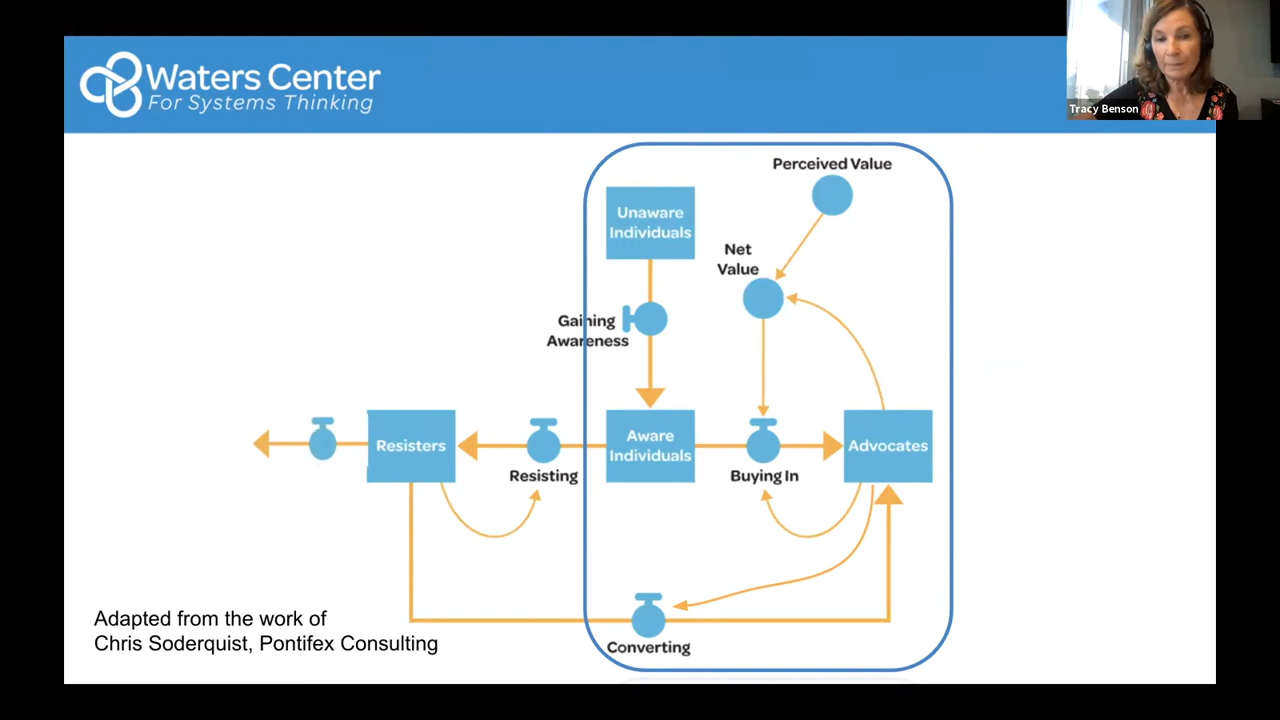 Waters Center
For Systems Thinking
Tracy Benson
Perceived Value
Unaware
Individuals
Net
Value
Gaining
Awareness
Resisters
Resisting
Aware
Individuals
Buying In
Advocates
Adapted from the work of
Chris Soderquist, Pontifex Consulting
Converting